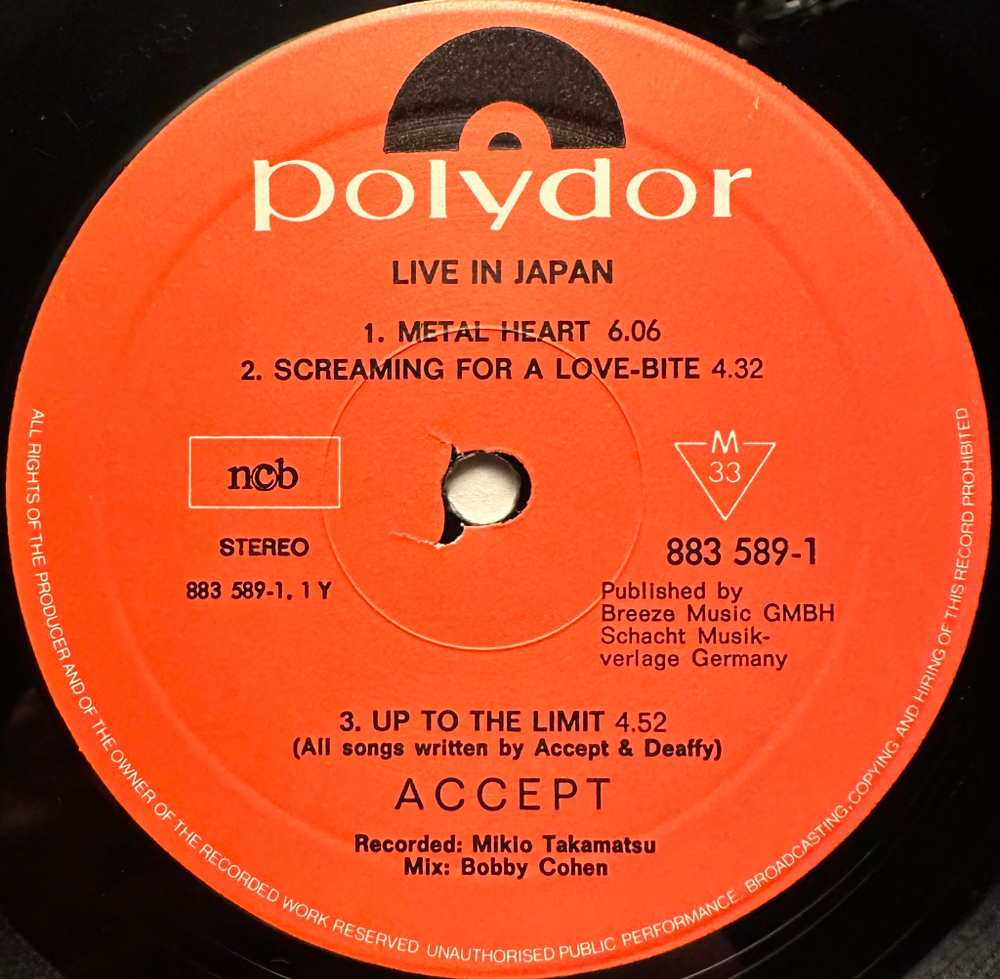 polydor
LIVE IN JAPAN
1. METAL HEART 6.06
2. SCREAMING FOR A LOVE-BITE 4.32
ncb
STEREO
883 589-1. 1 Y
M
33
883 589-1
Published by
Breeze Music GMBH
Schacht Musik-
verlage Germany
3. UP TO THE LIMIT 4.52
(All songs written by Accept & Deaffy)
ACCEPT
Recorded: Mikio Takamatsu
Mix: Bobby Cohen
ALL RIGHTS OF THE PRODUCER AND OF THE OWNER OF THE RECORDED WORK RESERVED UNAUTHORISED PUBLIC PERFORMANCE BROADCASTING, COPYING AND HIRING OF THIS RECORD PROHIBITED